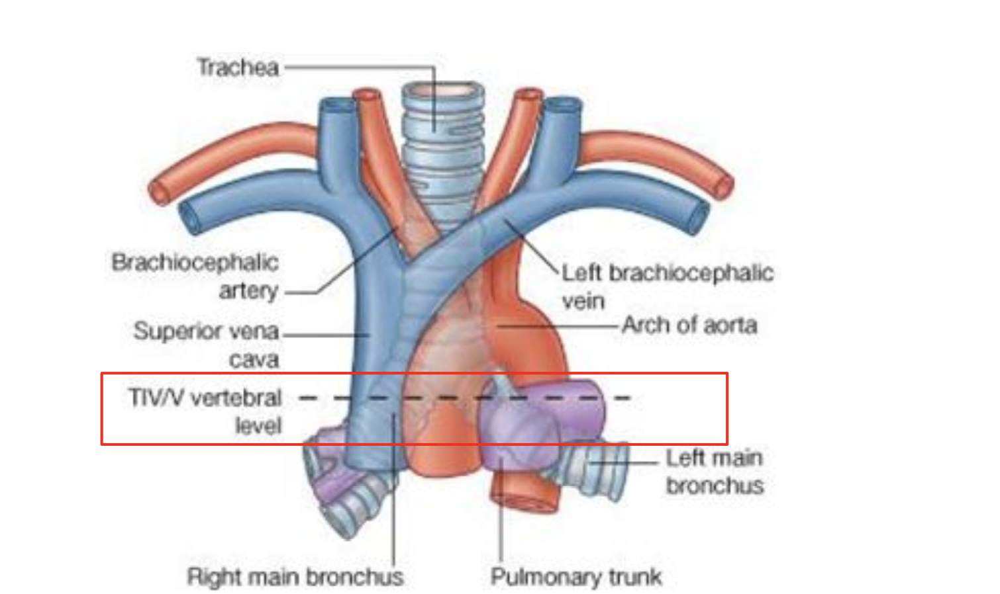 Trachea
Brachiocephalic
artery
Left brachiocephalic
vein
Superior vena
cava
Arch of aorta
TIV/V vertebral
level
Left main
bronchus
Right main bronchus
Pulmonary trunk